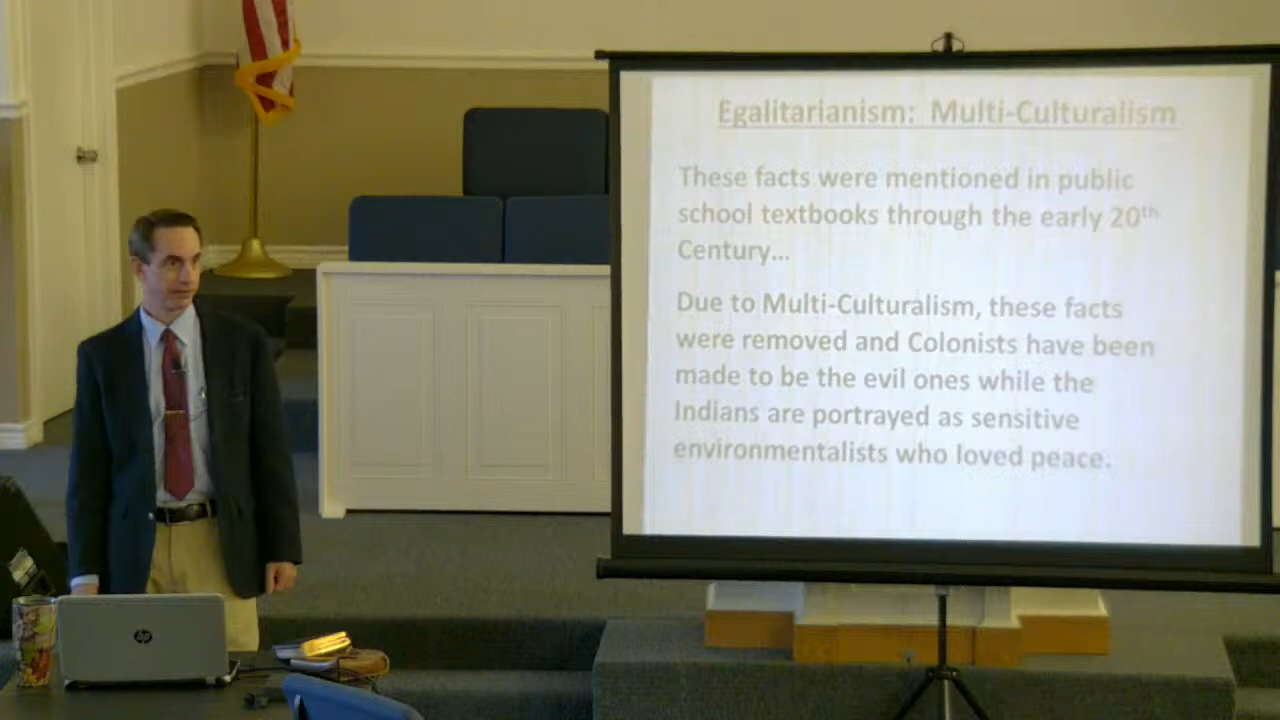 Egalitarianism: Multi-Culturalism
These facts were mentioned in public
school textbooks through the early 20th
Century...
Due to Multi-Culturalism, these facts
were removed and Colonists have been
made to be the evil ones while the
Indians are portrayed as sensitive
environmentalists who loved peace.
hp